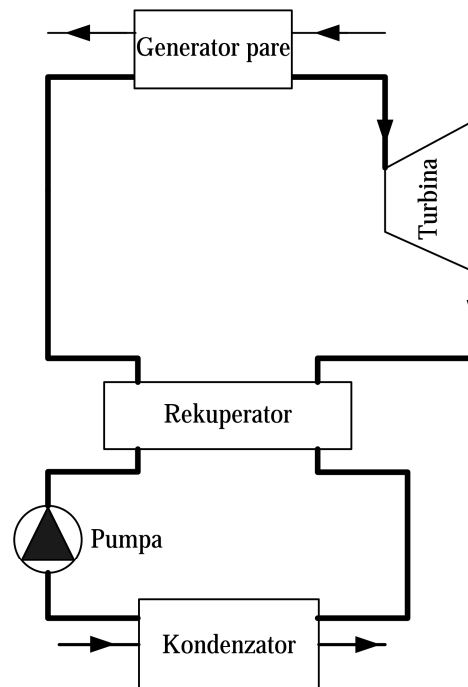 Generator pare
Turbina
Rekuperator
Pumpa
Kondenzator